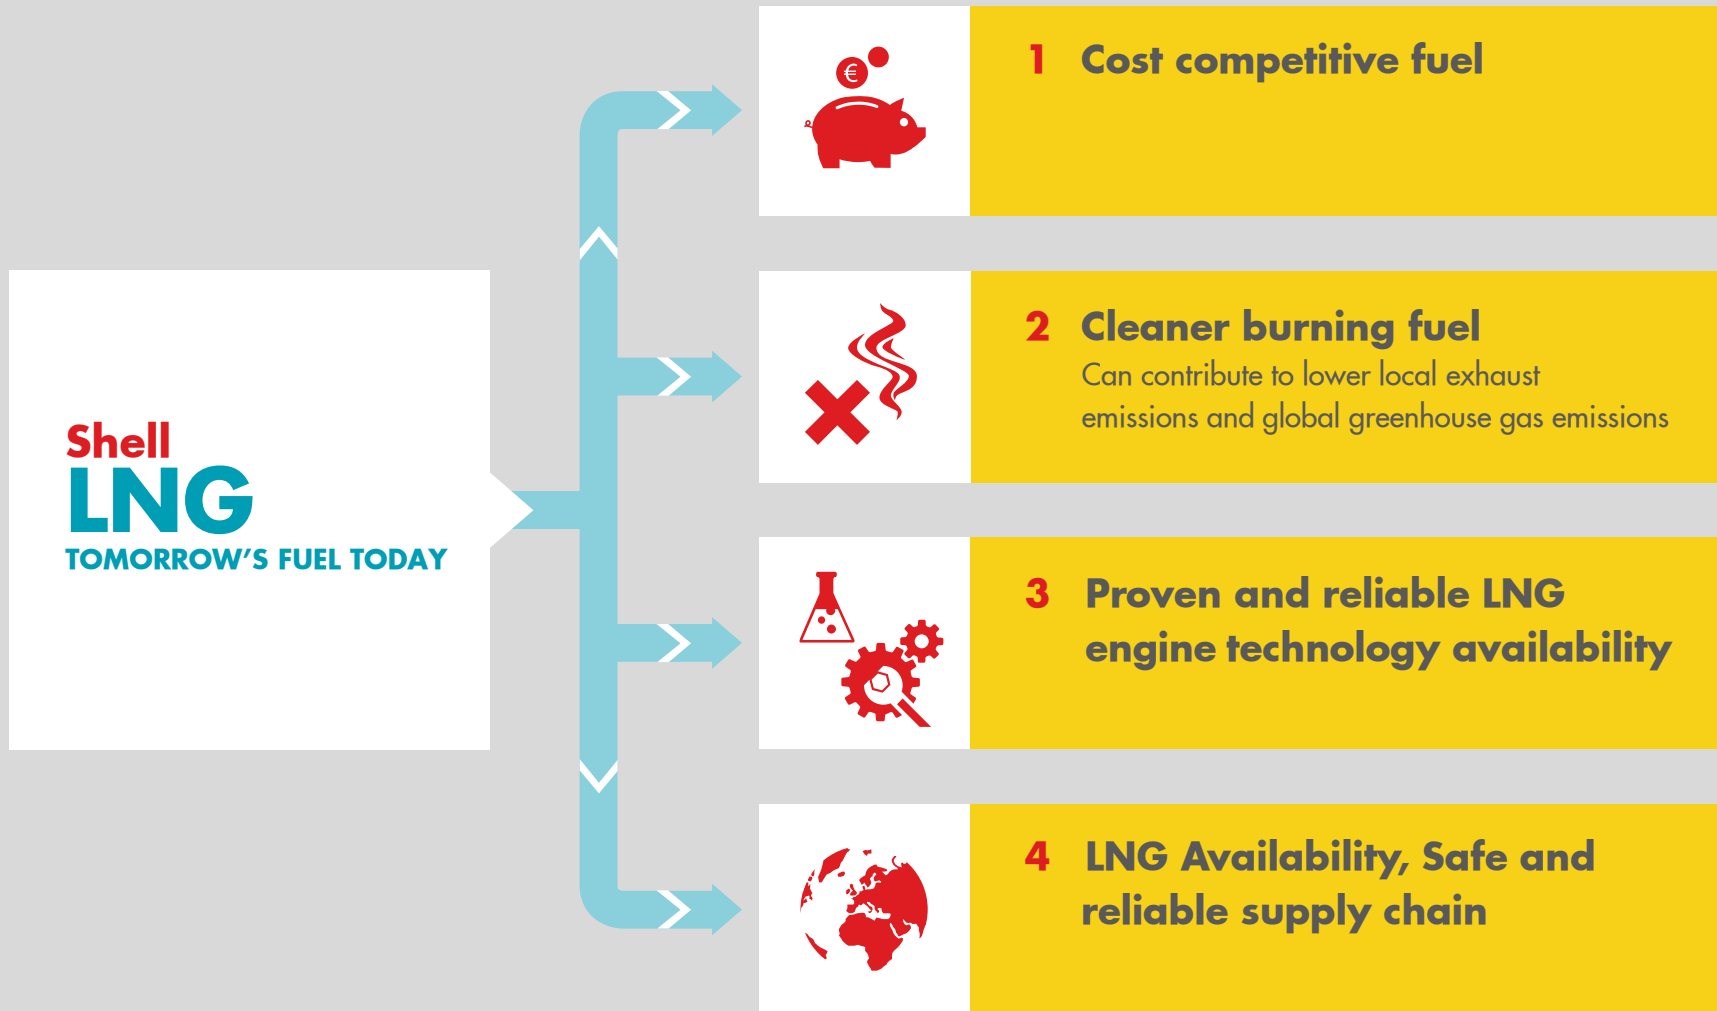 Shell
LNG
TOMORROW'S FUEL TODAY
€
1 Cost competitive fuel
2 Cleaner burning fuel
Can contribute to lower local exhaust
emissions and global greenhouse gas emissions
3 Proven and reliable LNG
engine technology availability
4 LNG Availability, Safe and
reliable supply chain